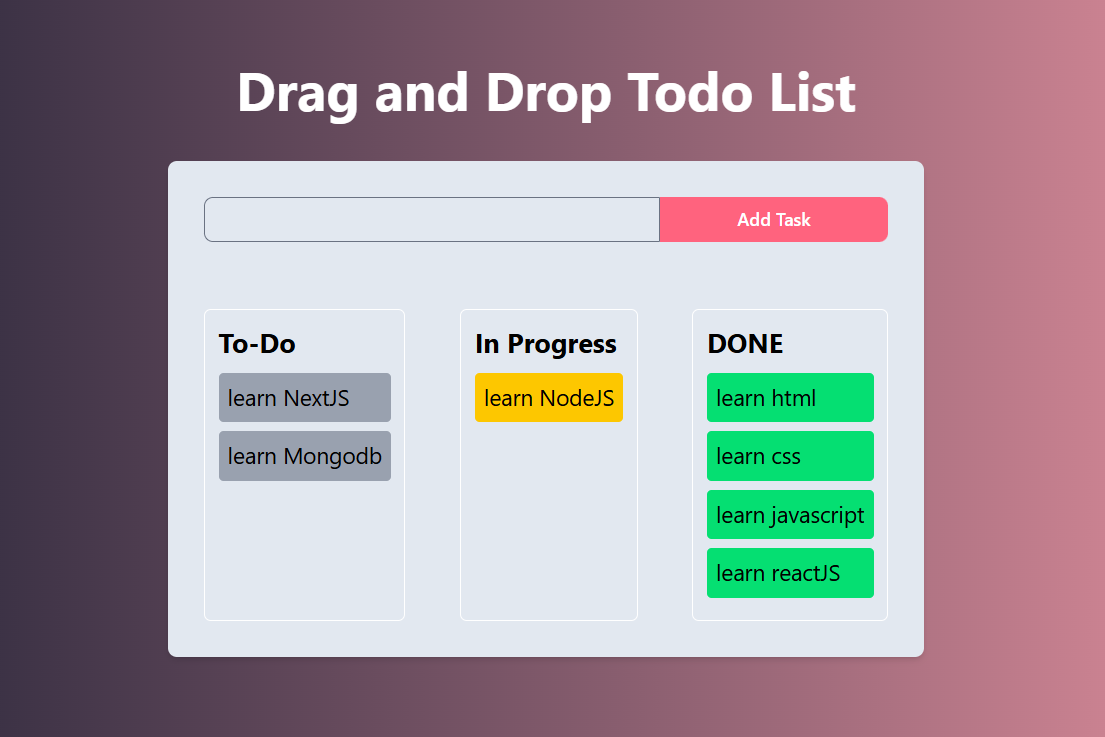 Drag and Drop Todo List
Add Task
To-Do
learn NextJS
learn Mongodb
In Progress
learn NodeJS
DONE
learn html
learn css
learn javascript
learn reactJS